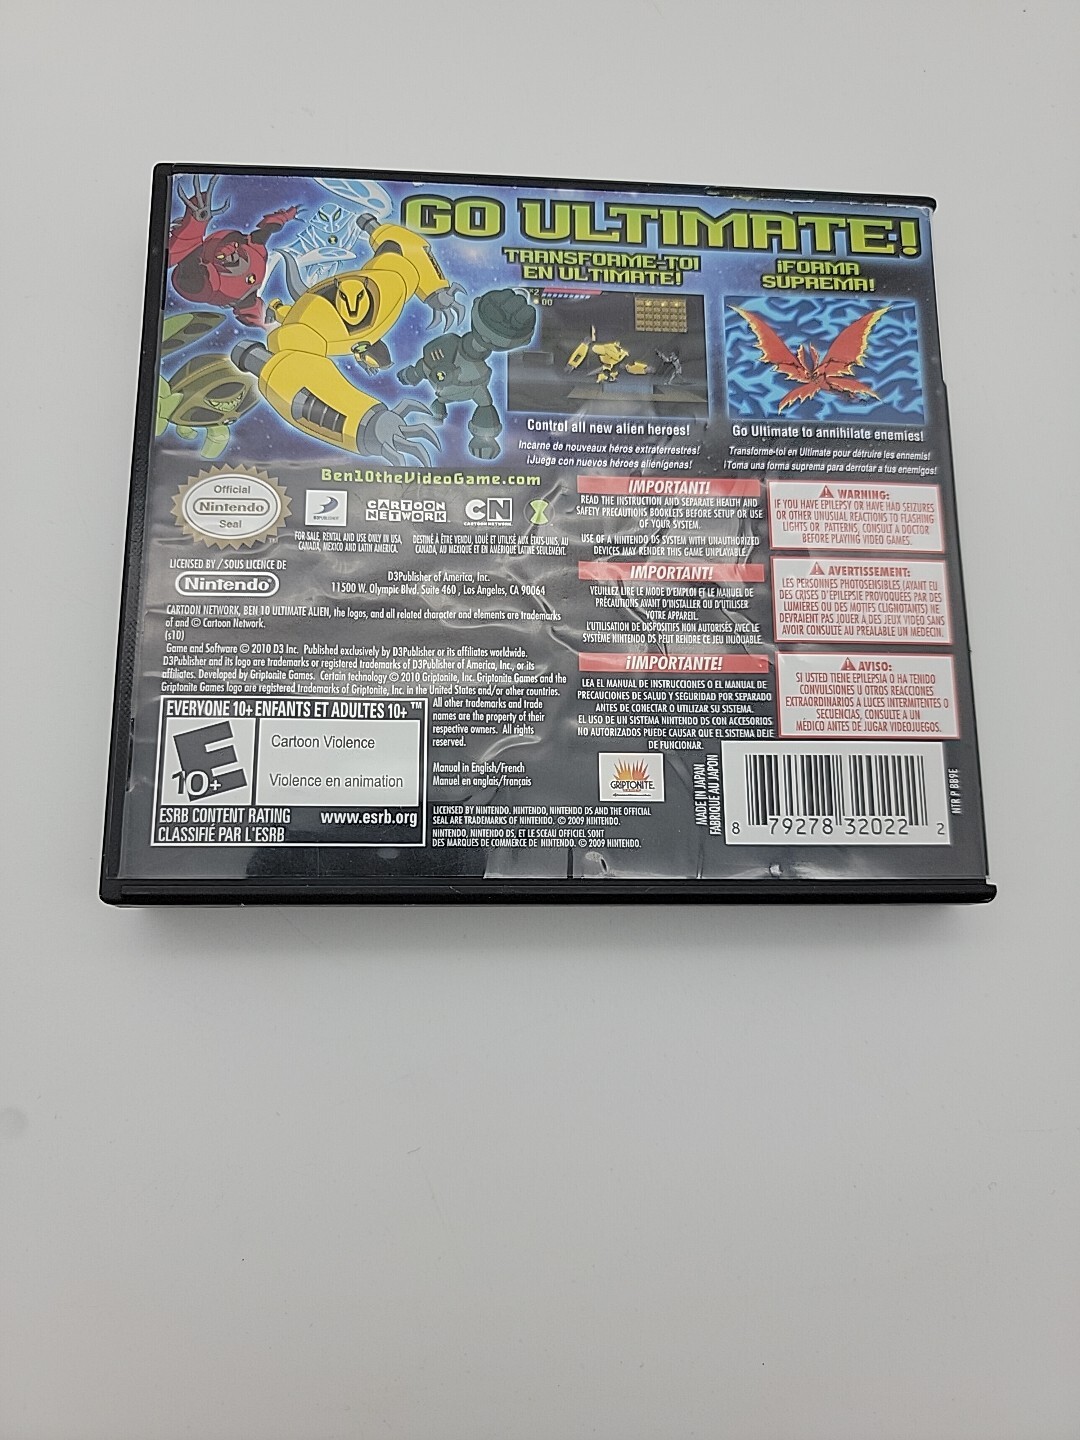 GO ULTIMATE!
TRANSFORME-TOI
EN ULTIMATE!
¡FORMA
SUPREMA!
Control all new alien heroes!
Incarne de nouveaux héros extraterrestres!
¡Juega con nuevos héroes alienígenas!
Go Ultimate to annihilate enemies!
Transforme-toi en Ultimate pour détruire les ennemis!
¡Toma una forma suprema para derrotar a tus enemigos!
Ben10theVideoGame.com
Official
Nintendo
Seal
CARTOON
NETWORK
CN
CARTOON NETWORK
FOR SALE, RENTAL AND USE ONLY IN USA,
CANADA, MEXICO AND LATIN AMERICA.
DESTINÉ À ÊTRE VENDU, LOUÉ ET UTILISÉ AUX ÉTATS-UNIS, AU
CANADA, AU MEXIQUE ET EN AMÉRIQUE LATINE SEULEMENT.
LICENSED BY / SOUS LICENCE DE
Nintendo
D3Publisher of America, Inc.
11500 W. Olympic Blvd. Suite 460, Los Angeles, CA 90064
CARTOON NETWORK, BEN 10 ULTIMATE ALIEN, the logos, and all related character and elements are trademarks
of and © Cartoon Network.
(s10)
Game and Software © 2010 D3 Inc. Published exclusively by D3Publisher or its affiliates worldwide.
D3Publisher and its logo are trademarks or registered trademarks of D3Publisher of America, Inc., or its
affiliates. Developed by Griptonite Games. Certain technology © 2010 Griptonite, Inc. Griptonite Games and the
Griptonite Games logo are registered trademarks of Griptonite, Inc. in the United States and/or other countries.
All other trademarks and trade
names are the property of their
respective owners. All rights
reserved.
Manual in English/French
Manuel en anglais/français
EVERYONE 10+ ENFANTS ET ADULTES 10+™
E
10+
Cartoon Violence
Violence en animation
ESRB CONTENT RATING www.esrb.org
CLASSIFIÉ PAR L'ESRB
LICENSED BY NINTENDO. NINTENDO, NINTENDO DS AND THE OFFICIAL
SEAL ARE TRADEMARKS OF NINTENDO. © 2009 NINTENDO.
NINTENDO, NINTENDO DS, ET LE SCEAU OFFICIEL SONT
DES MARQUES DE COMMERCE DE NINTENDO. © 2009 NINTENDO.
IMPORTANT!
READ THE INSTRUCTION AND SEPARATE HEALTH AND
SAFETY PRECAUTIONS BOOKLETS BEFORE SETUP OR USE
OF YOUR SYSTEM.
USE OF A NINTENDO DS SYSTEM WITH UNAUTHORIZED
DEVICES MAY RENDER THIS GAME UNPLAYABLE.
IMPORTANT!
VEUILLEZ LIRE LE MODE D'EMPLOI ET LE MANUEL DE
PRÉCAUTIONS AVANT D'INSTALLER OU D'UTILISER
VOTRE APPAREIL.
L'UTILISATION DE DISPOSITIFS NON AUTORISÉS AVEC LE
SYSTÈME NINTENDO DS PEUT RENDRE CE JEU INJOUABLE.
¡IMPORTANTE!
LEA EL MANUAL DE INSTRUCCIONES O EL MANUAL DE
PRECAUCIONES DE SALUD Y SEGURIDAD POR SEPARADO
ANTES DE CONECTAR O UTILIZAR SU SISTEMA.
EL USO DE UN SISTEMA NINTENDO DS CON ACCESORIOS
NO AUTORIZADOS PUEDE CAUSAR QUE EL SISTEMA DEJE
DE FUNCIONAR.
WARNING:
IF YOU HAVE EPILEPSY OR HAVE HAD SEIZURES
OR OTHER UNUSUAL REACTIONS TO FLASHING
LIGHTS OR PATTERNS, CONSULT A DOCTOR
BEFORE PLAYING VIDEO GAMES.
AVERTISSEMENT:
LES PERSONNES PHOTOSENSIBLES (AYANT EU
DES CRISES D'EPILEPSIE PROVOQUEES PAR DES
LUMIERES OU DES MOTIFS CLIGNOTANTS) NE
DEVRAIENT PAS JOUER À DES JEUX VIDÉO SANS
AVOIR CONSULTE AU PRÉALABLE UN MEDECIN.
AVISO:
SI USTED TIENE EPILEPSIA O HA TENIDO
CONVULSIONES U OTROS REACCIONES
EXTRAORDINARIOS A LUCES INTERMITENTES O
SECUENCIAS, CONSULTE A UN
MÉDICO ANTES DE JUGAR VIDEOJUEGOS.
GRIPTONITE
MADE IN JAPAN
FABRIQUÉ AU JAPON
8 79278 32022 2
NTR P BB9E